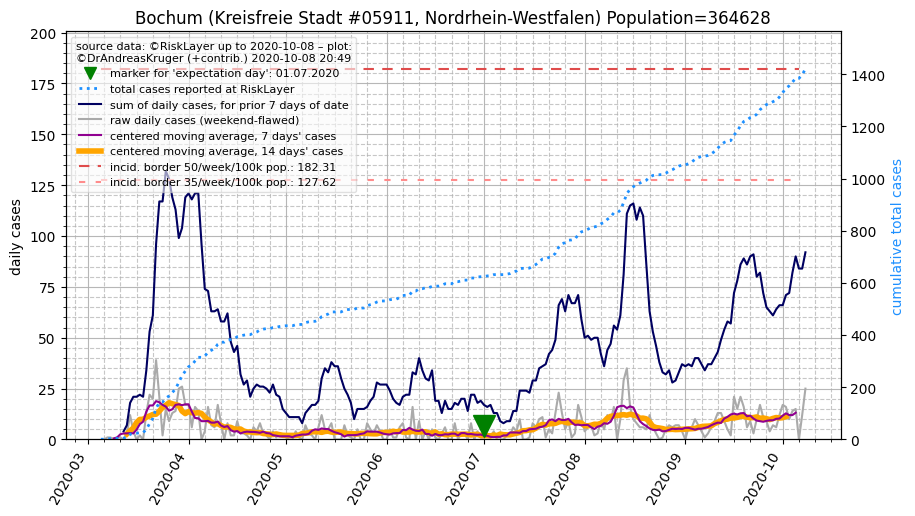 Bochum (Kreisfreie Stadt #05911, Nordrhein-Westfalen) Population=364628
source data: ©RiskLayer up to 2020-10-08 – plot:
©DrAndreasKruger (+contrib.) 2020-10-08 20:49
marker for 'expectation day': 01.07.2020
total cases reported at RiskLayer
sum of daily cases, for prior 7 days of date
raw daily cases (weekend-flawed)
centered moving average, 7 days' cases
centered moving average, 14 days' cases
incid. border 50/week/100k pop.: 182.31
incid. border 35/week/100k pop.: 127.62
daily cases
200
175
150
125
100
75
50
25
0
cumulative total cases
1400
1200
1000
800
600
400
200
0
2020-03
2020-04
2020-05
2020-06
2020-07
2020-08
2020-09
2020-10